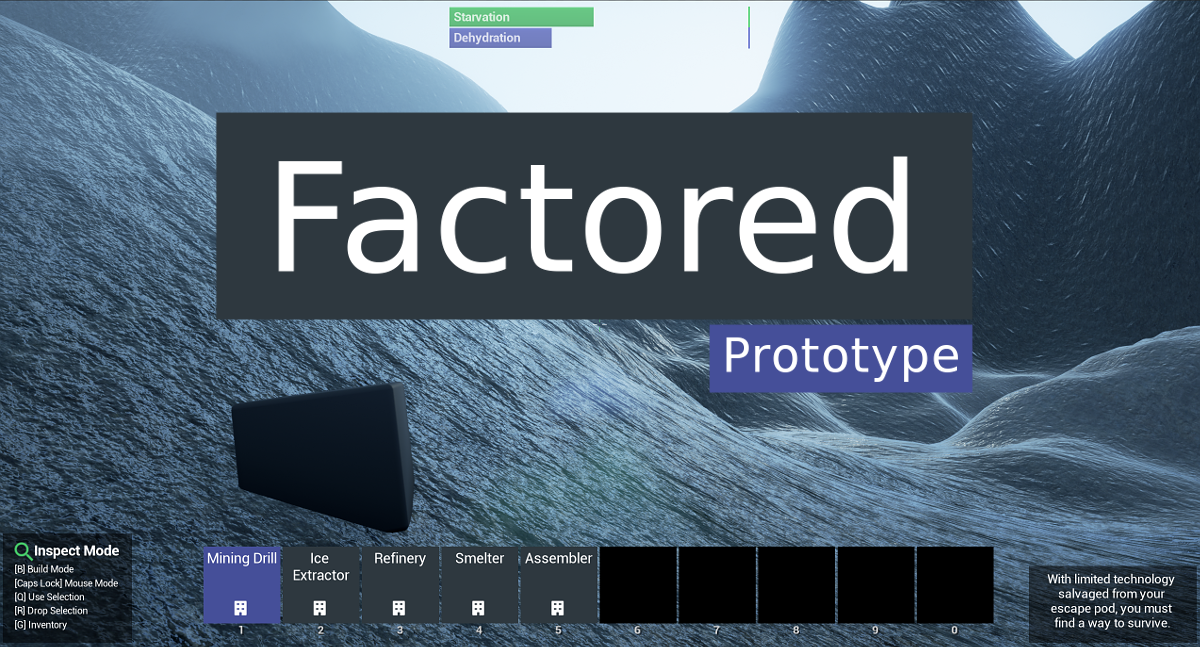 Starvation
Dehydration
Factored
Prototype
Inspect Mode
[B] Build Mode
[Caps Lock] Mouse Mode
[Q] Use Selection
[R] Drop Selection
[G] Inventory
Mining Drill
Ice
Extractor
Refinery
Smelter
Assembler
1 2 3 4 5 6 7 8 9 0
With limited technology
salvaged from your
escape pod, you must
find a way to survive.